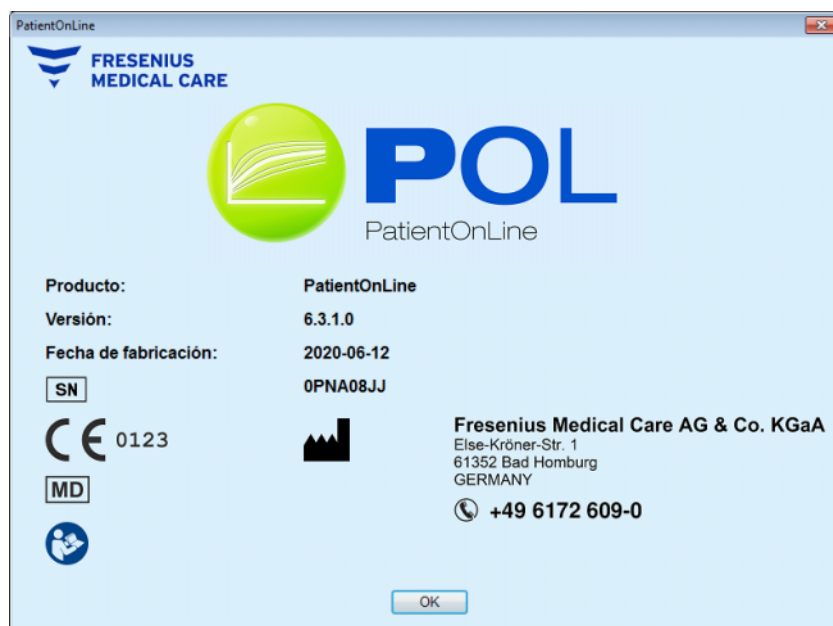 PatientOnLine
FRESENIUS
MEDICAL CARE
POL
PatientOnLine
Producto: PatientOnLine
Versión: 6.3.1.0
Fecha de fabricación: 2020-06-12
SN 0PNA08JJ
CE 0123
MD
Fresenius Medical Care AG & Co. KGaA
Else-Kröner-Str. 1
61352 Bad Homburg
GERMANY
+49 6172 609-0
OK